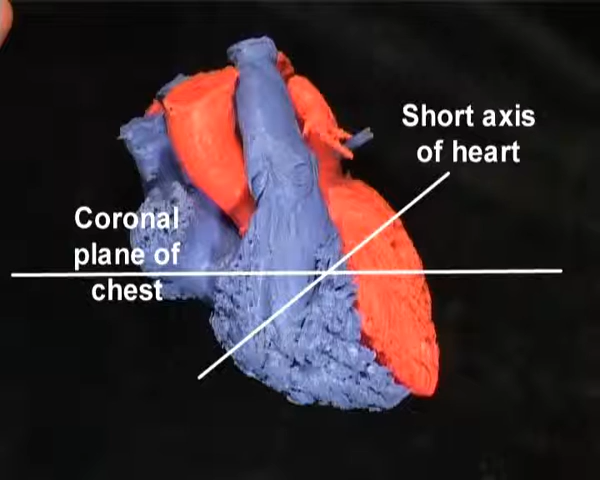 Short axis
of heart
Coronal
plane of
chest